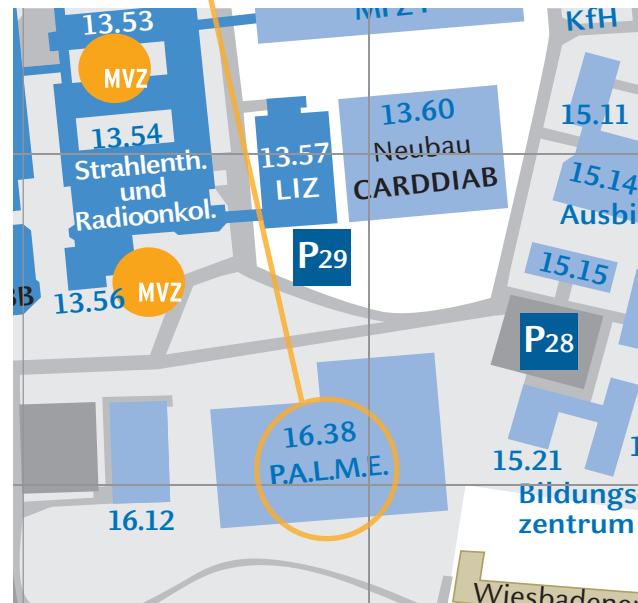 13.53
KfH
MVZ
13.60
15.11
13.54
Neubau
Strahlenth.
und
Radioonkol.
13.57
LIZ
CARDDIAB
15.14
P29
15.15
13.56
MVZ
P28
16.38
P.A.L.M.E.
15.21
16.12
zentrum